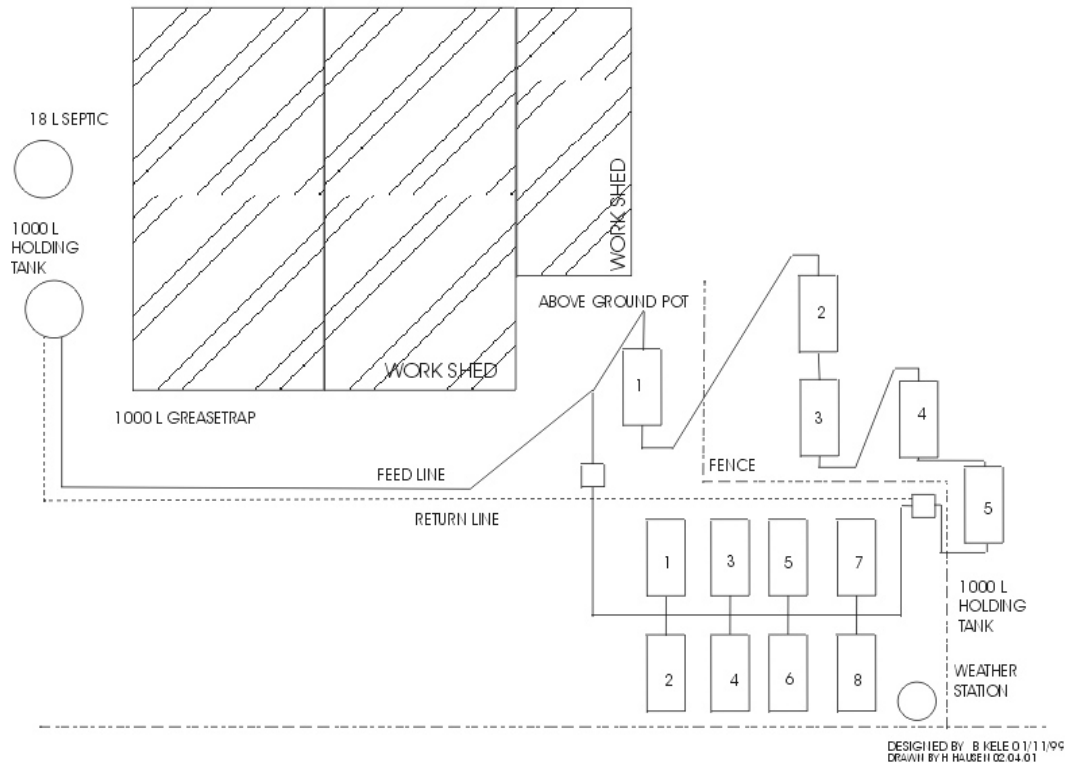 18 L SEPTIC
1000 L
HOLDING
TANK
WORK SHED
WORK SHED
ABOVE GROUND POT
1000 L GREASETRAP
FEED LINE
RETURN LINE
FENCE
1
2
3
4
5
1
3
5
7
2
4
6
8
1000 L
HOLDING
TANK
WEATHER
STATION
DESIGNED BY B KELE 01/11/99
DRAWN BY H HAUSEN 02.04.01